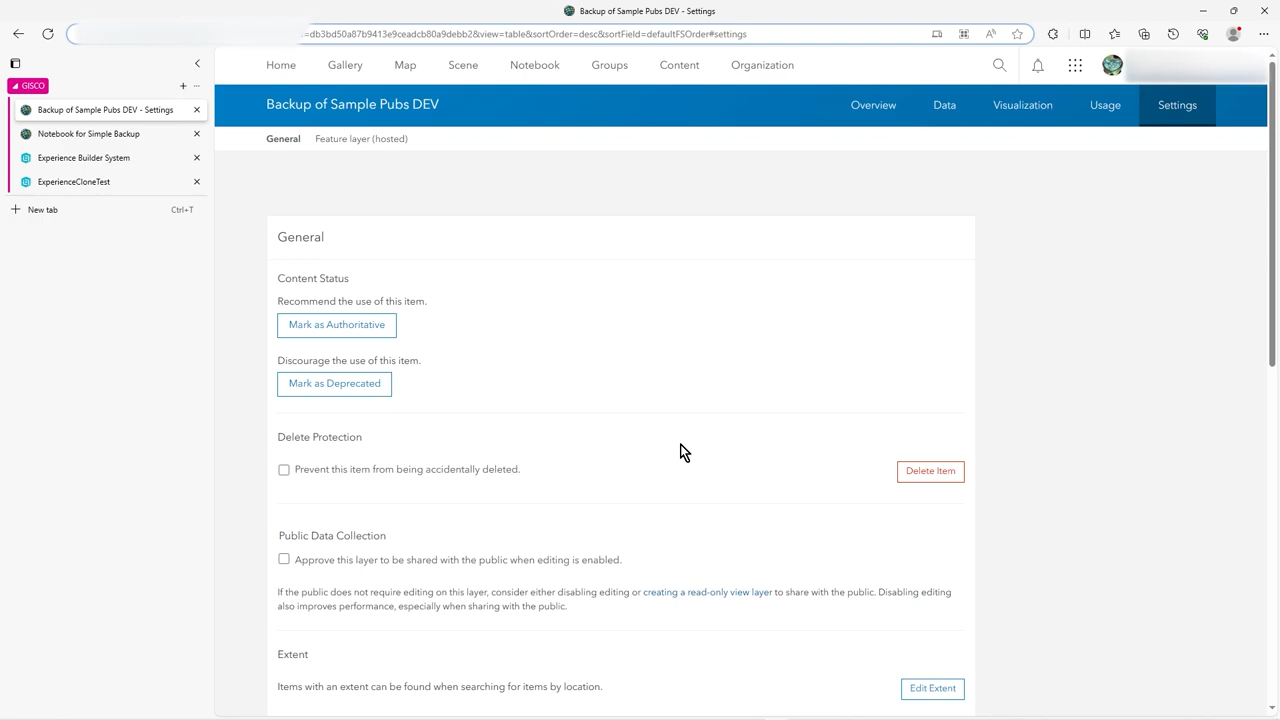 Backup of Sample Pubs DEV - Settings
=db3bd50a87b9413e9ceadcb80a9debb2&view=table&sortOrder=desc&sortField=defaultFSOrder#settings
GISCO
Backup of Sample Pubs DEV - Settings
Notebook for Simple Backup
Experience Builder System
ExperienceCloneTest
New tab Ctrl+T
Home Gallery Map Scene Notebook Groups Content Organization
Backup of Sample Pubs DEV Overview Data Visualization Usage Settings
General Feature layer (hosted)
General
Content Status
Recommend the use of this item.
Mark as Authoritative
Discourage the use of this item.
Mark as Deprecated
Delete Protection
Prevent this item from being accidentally deleted. Delete Item
Public Data Collection
Approve this layer to be shared with the public when editing is enabled.
If the public does not require editing on this layer, consider either disabling editing or creating a read-only view layer to share with the public. Disabling editing
also improves performance, especially when sharing with the public.
Extent
Items with an extent can be found when searching for items by location. Edit Extent